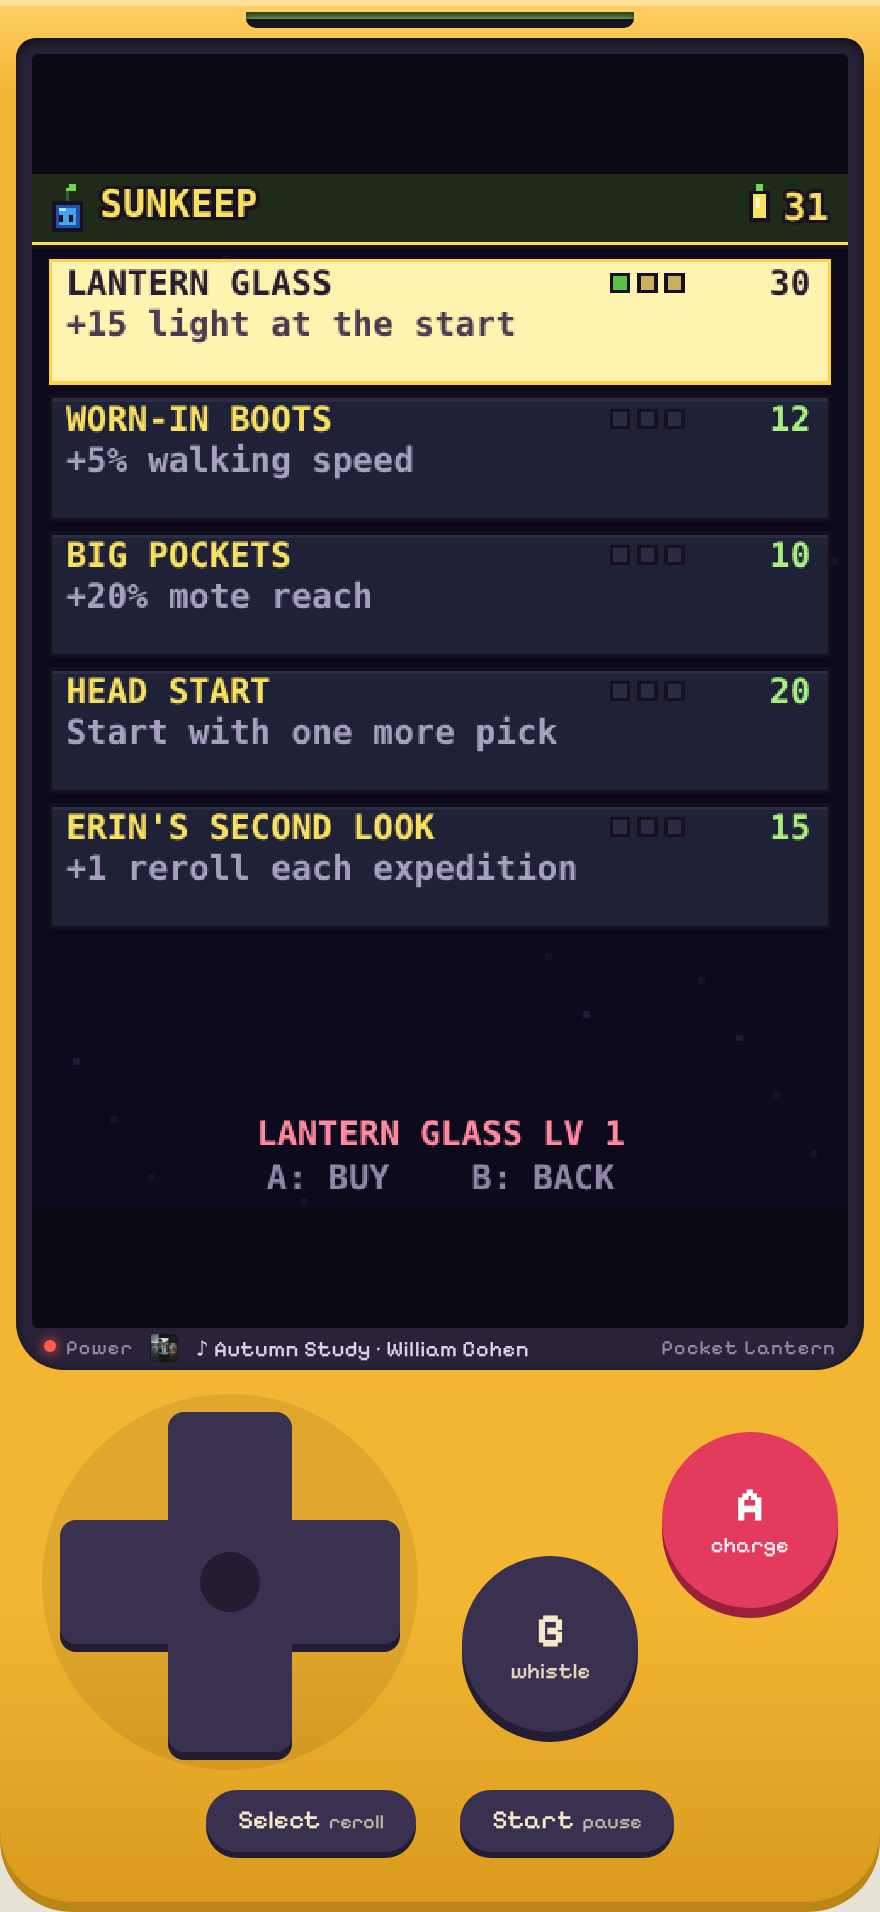 SUNKEEP 31
LANTERN GLASS 30
+15 light at the start
WORN-IN BOOTS 12
+5% walking speed
BIG POCKETS 10
+20% mote reach
HEAD START 20
Start with one more pick
ERIN'S SECOND LOOK 15
+1 reroll each expedition
LANTERN GLASS LV 1
A: BUY B: BACK
Power ♪ Autumn Study · William Cohen Pocket Lantern
A
charge
B
whistle
Select reroll Start pause